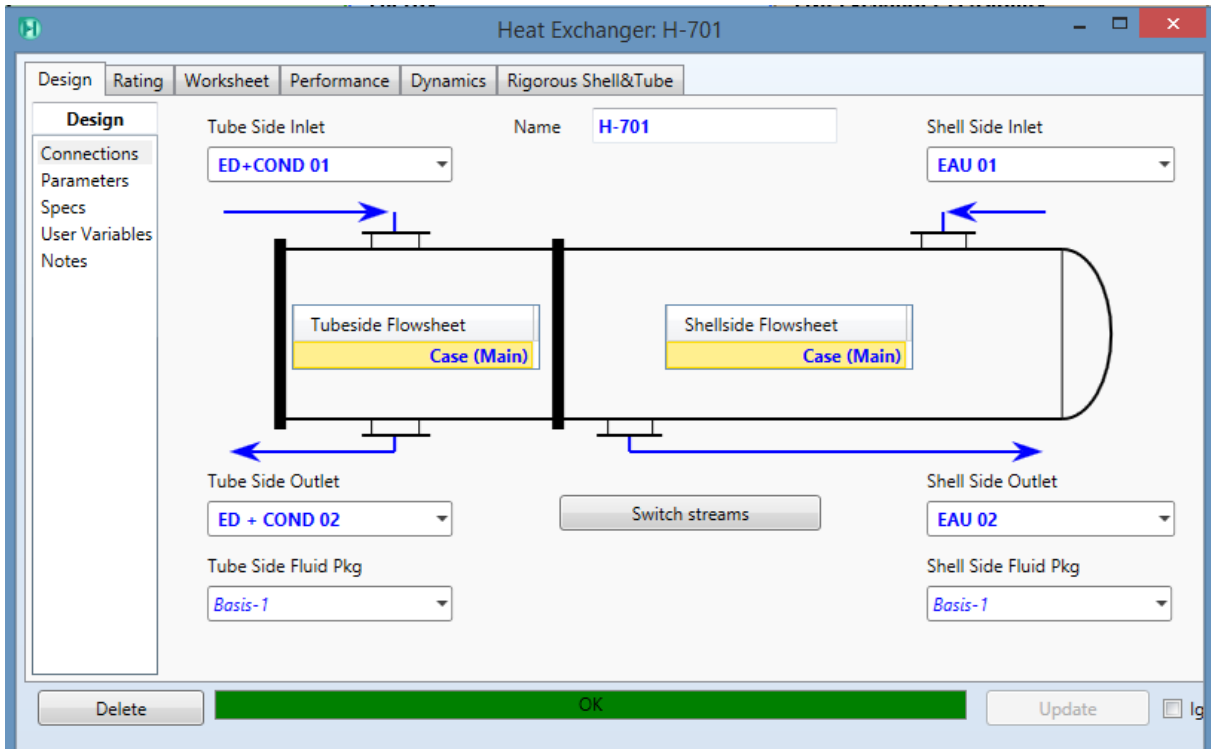 Heat Exchanger: H-701
Design Rating Worksheet Performance Dynamics Rigorous Shell&Tube
Design
Connections
Parameters
Specs
User Variables
Notes
Tube Side Inlet
ED+COND 01
Name H-701
Shell Side Inlet
EAU 01
Tubeside Flowsheet
Case (Main)
Shellside Flowsheet
Case (Main)
Tube Side Outlet
ED + COND 02
Switch streams
Shell Side Outlet
EAU 02
Tube Side Fluid Pkg
Basis-1
Shell Side Fluid Pkg
Basis-1
Delete OK Update Ig